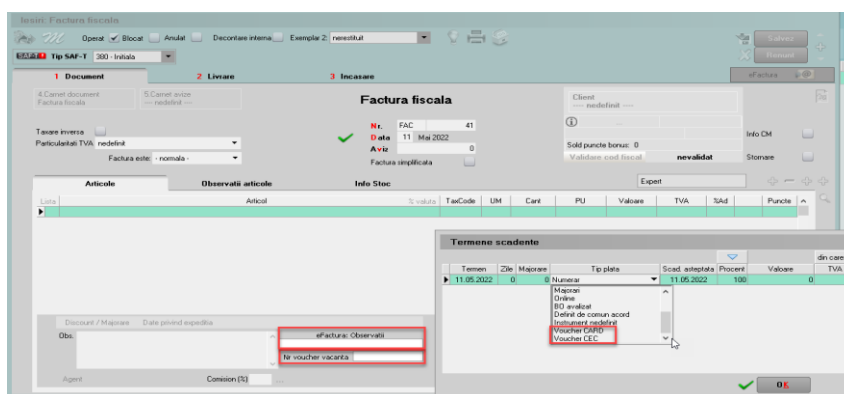 Iesiri: Factura fiscala
Operat Blocat Anulat Decontare interna Exemplar 2: nerestituit Salvez
Tip SAF-T 380 - Initiala Renunt
1 Document 2 Livrare 3 Incasare eFactura
4.Carnet document 5.Carnet avize Factura fiscala Client
Factura fiscala ---- nedefinit ---- ---- nedefinit ----
Nr. FAC 41
Taxare inversa Data 11 Mai 2022 Info CM
Particularitati TVA nedefinit Aviz 0 Sold puncte bonus: 0
Factura este: - normala - Factura simplificata Validare cod fiscal nevalidat Stornare
Articole Observatii articole Info Stoc Expert
Lista Articol % valuta TaxCode UM Cant PU Valoare TVA %Ad Puncte
Termene scadente
din care
Termen Zile Majorare Tip plata Scad. asteptata Procent Valoare TVA
11.05.2022 0 0 Numerar 11.05.2022 100 0
Majorari
Online
BO avalizat
Definit de comun acord
Instrument nedefinit
Voucher CARD
Voucher CEC
Discount / Majorare Date privind expeditia
Obs. eFactura: Observatii
Nr voucher vacanta
Agent Comision (%) ...
OK